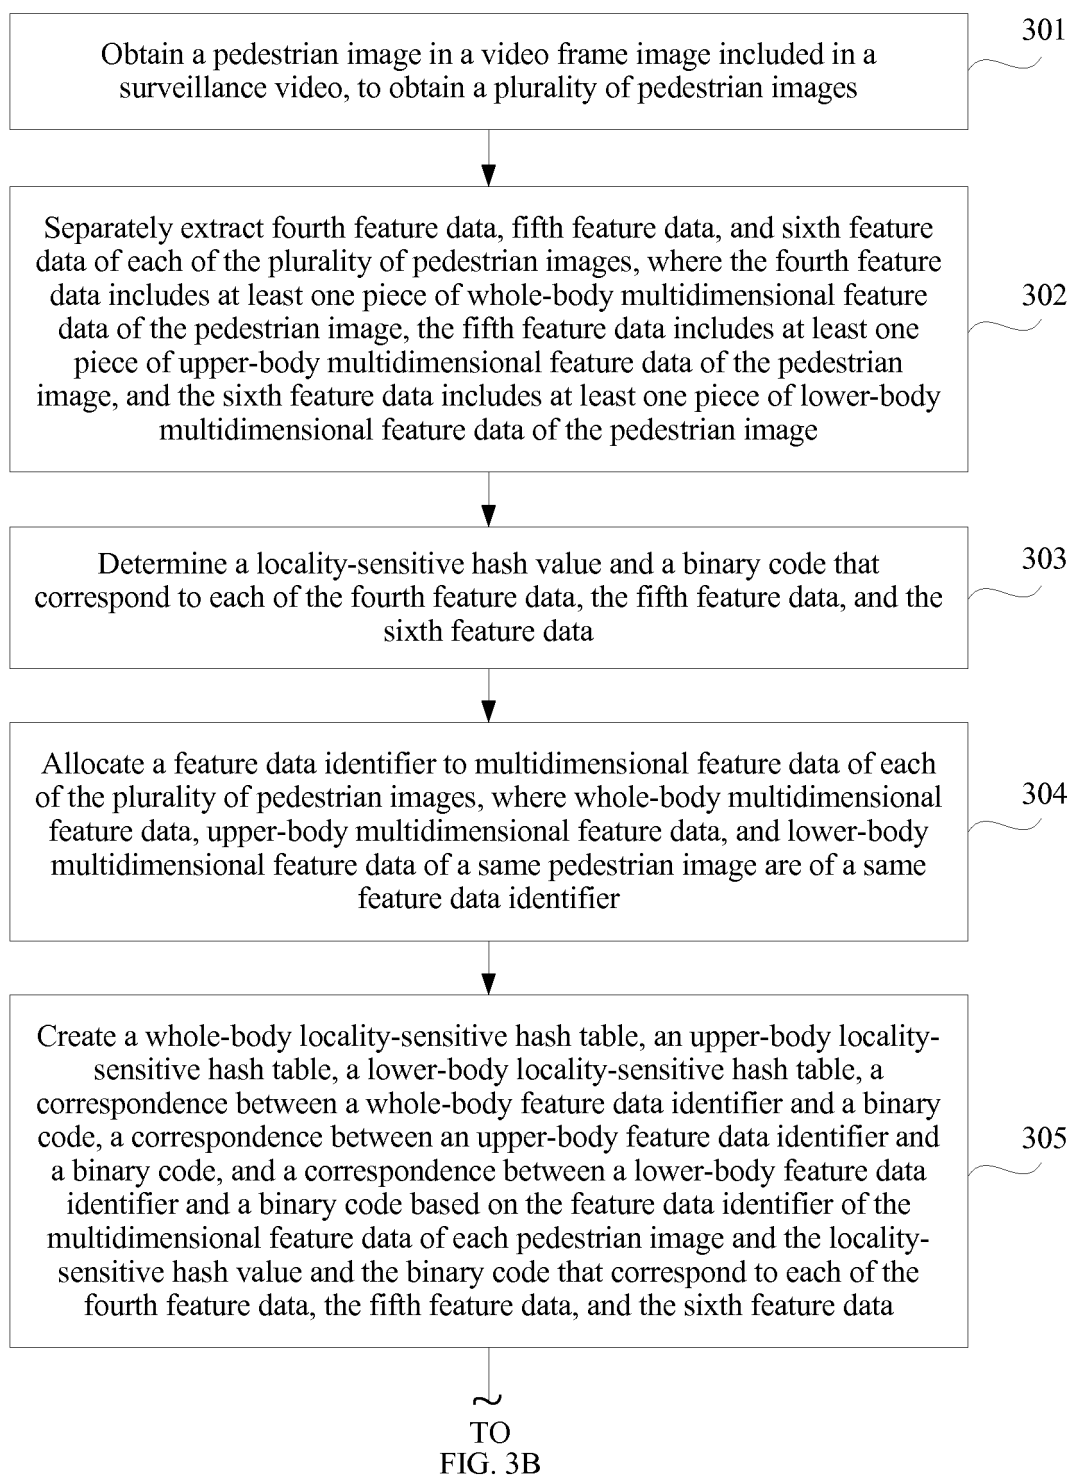 Obtain a pedestrian image in a video frame image included in a
surveillance video, to obtain a plurality of pedestrian images
301
Separately extract fourth feature data, fifth feature data, and sixth feature
data of each of the plurality of pedestrian images, where the fourth feature
data includes at least one piece of whole-body multidimensional feature
data of the pedestrian image, the fifth feature data includes at least one
piece of upper-body multidimensional feature data of the pedestrian
image, and the sixth feature data includes at least one piece of lower-body
multidimensional feature data of the pedestrian image
302
Determine a locality-sensitive hash value and a binary code that
correspond to each of the fourth feature data, the fifth feature data, and the
sixth feature data
303
Allocate a feature data identifier to multidimensional feature data of each
of the plurality of pedestrian images, where whole-body multidimensional
feature data, upper-body multidimensional feature data, and lower-body
multidimensional feature data of a same pedestrian image are of a same
feature data identifier
304
Create a whole-body locality-sensitive hash table, an upper-body locality-
sensitive hash table, a lower-body locality-sensitive hash table, a
correspondence between a whole-body feature data identifier and a binary
code, a correspondence between an upper-body feature data identifier and
a binary code, and a correspondence between a lower-body feature data
identifier and a binary code based on the feature data identifier of the
multidimensional feature data of each pedestrian image and the locality-
sensitive hash value and the binary code that correspond to each of the
fourth feature data, the fifth feature data, and the sixth feature data
305
TO
FIG. 3B